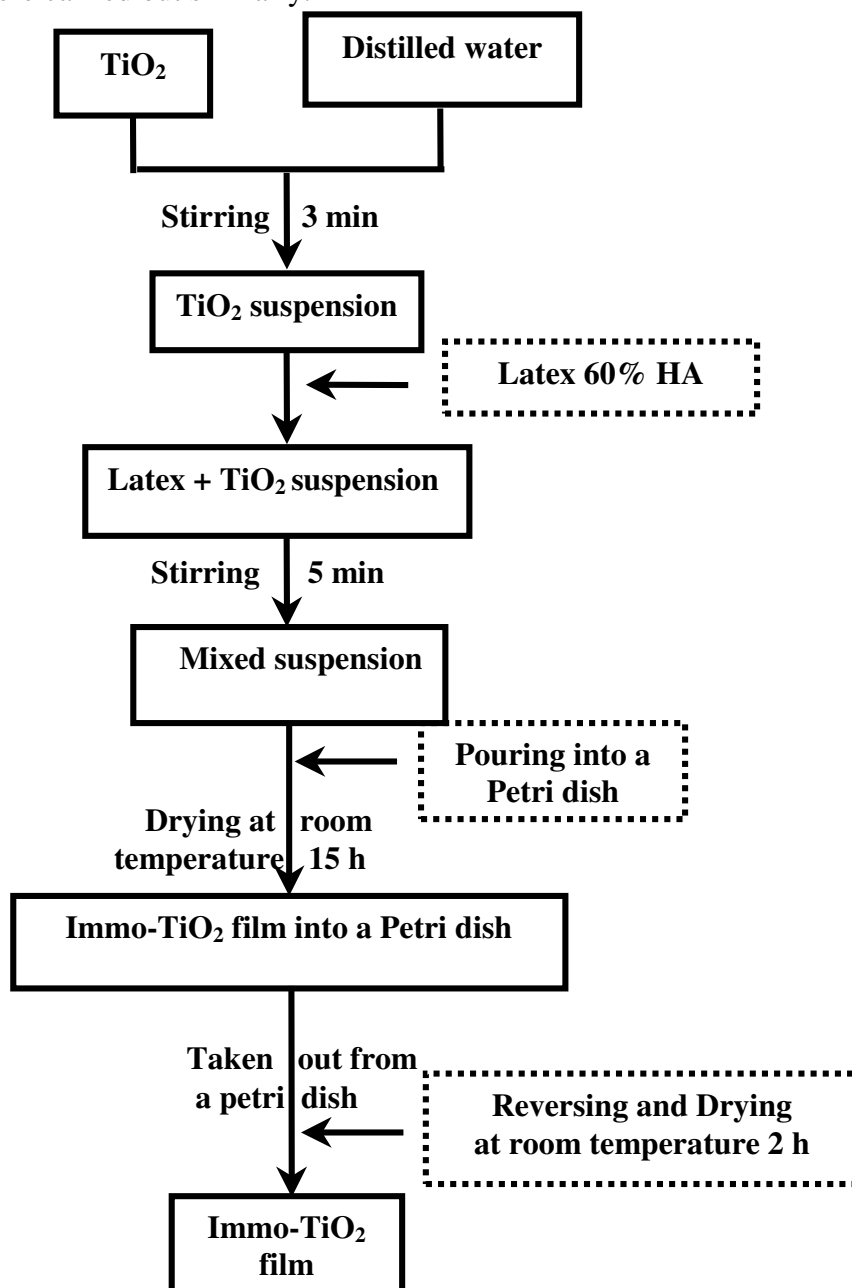 TiO₂
Distilled water
Stirring 3 min
TiO₂ suspension
Latex 60% HA
Latex + TiO₂ suspension
Stirring 5 min
Mixed suspension
Pouring into a
Petri dish
Drying at room
temperature 15 h
Immo-TiO₂ film into a Petri dish
Taken out from
a petri dish
Reversing and Drying
at room temperature 2 h
Immo-TiO₂
film